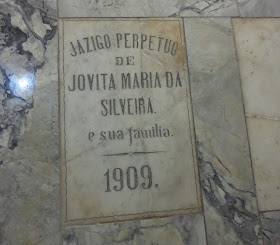 JAZIGO PERPETUO
DE
JOVITA MARIA DA
SILVEIRA.
e sua familia.
1909.